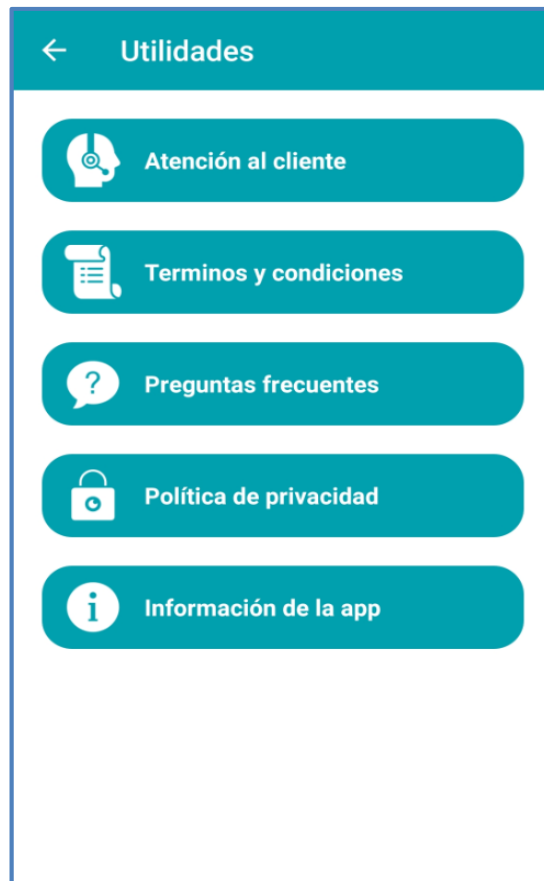 Utilidades
Atención al cliente
Terminos y condiciones
Preguntas frecuentes
Política de privacidad
Información de la app